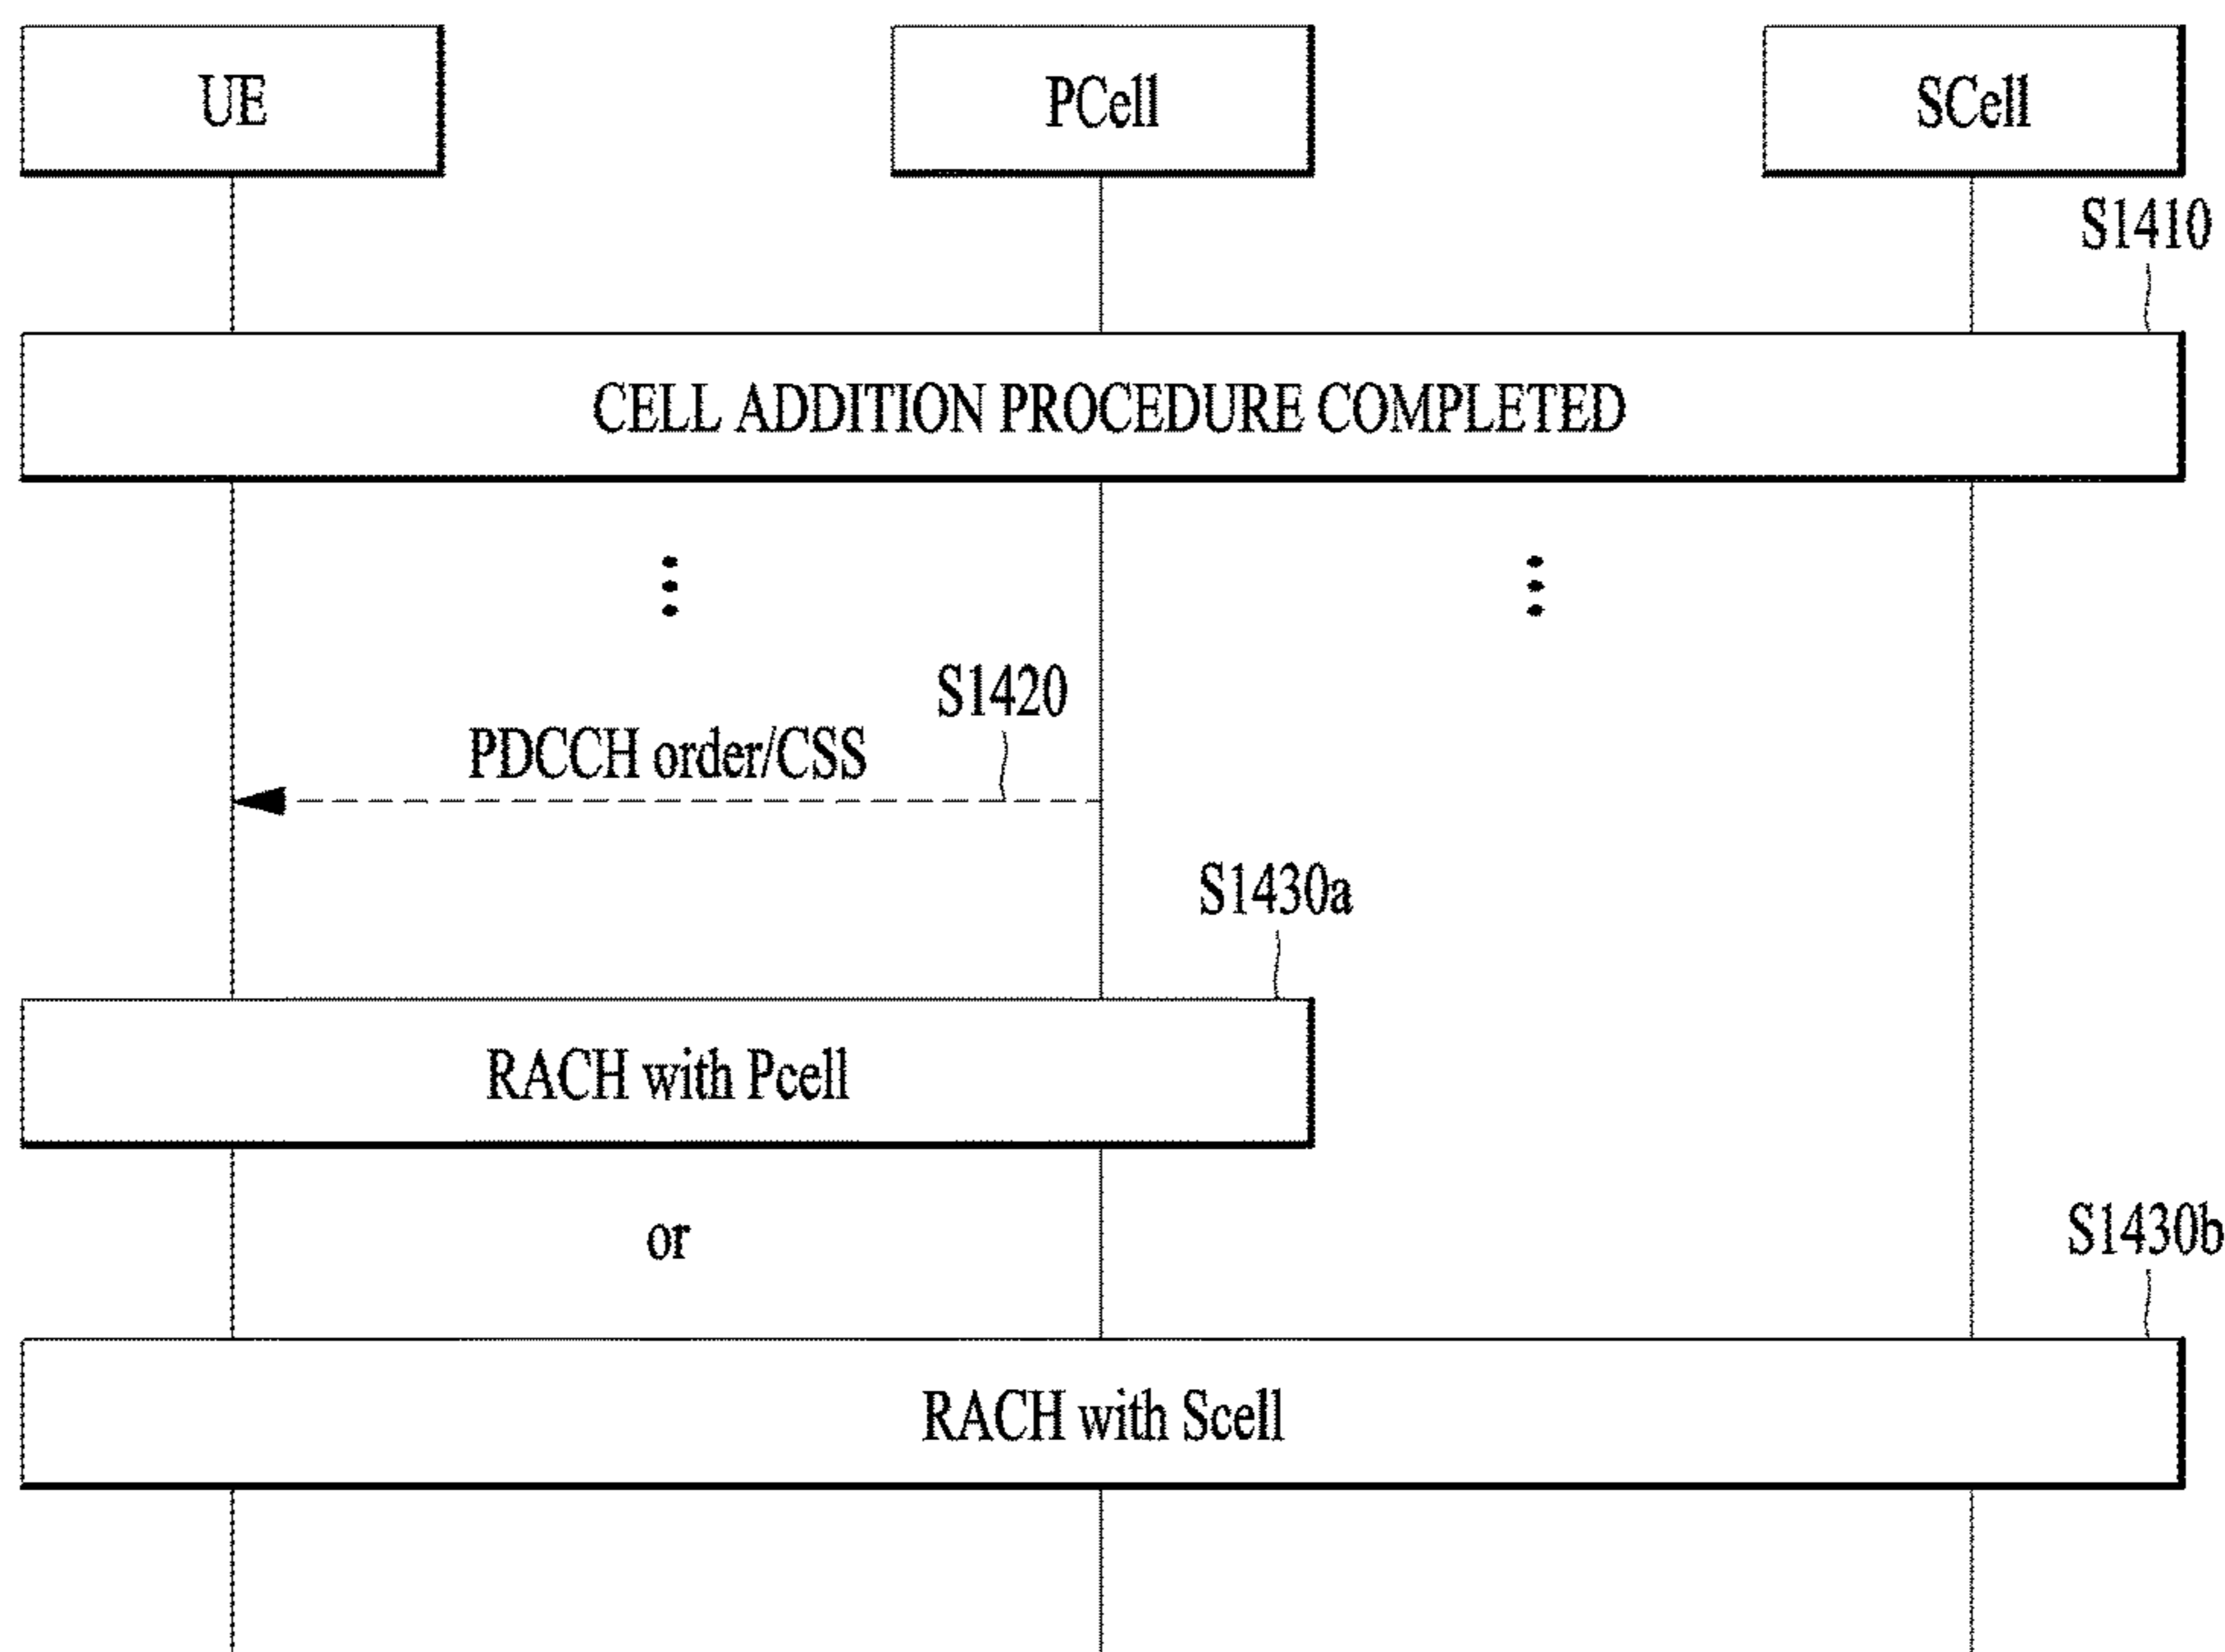 UE
PCell
SCell
S1410
CELL ADDITION PROCEDURE COMPLETED
S1420
PDCCH order/CSS
S1430a
RACH with Pcell
or
S1430b
RACH with Scell